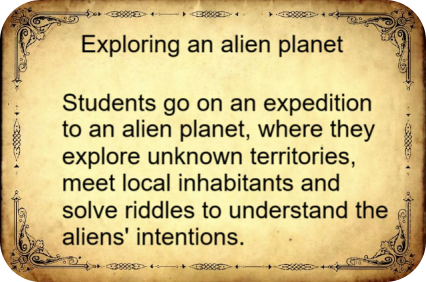 Exploring an alien planet
Students go on an expedition
to an alien planet, where they
explore unknown territories,
meet local inhabitants and
solve riddles to understand the
aliens' intentions.